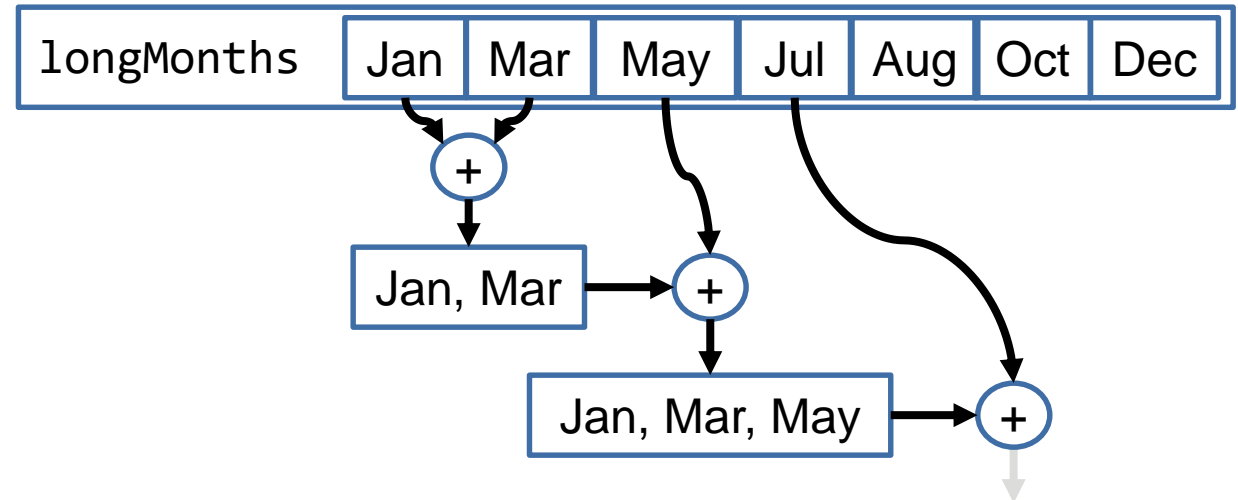 longMonths Jan Mar May Jul Aug Oct Dec
+
Jan, Mar +
Jan, Mar, May +